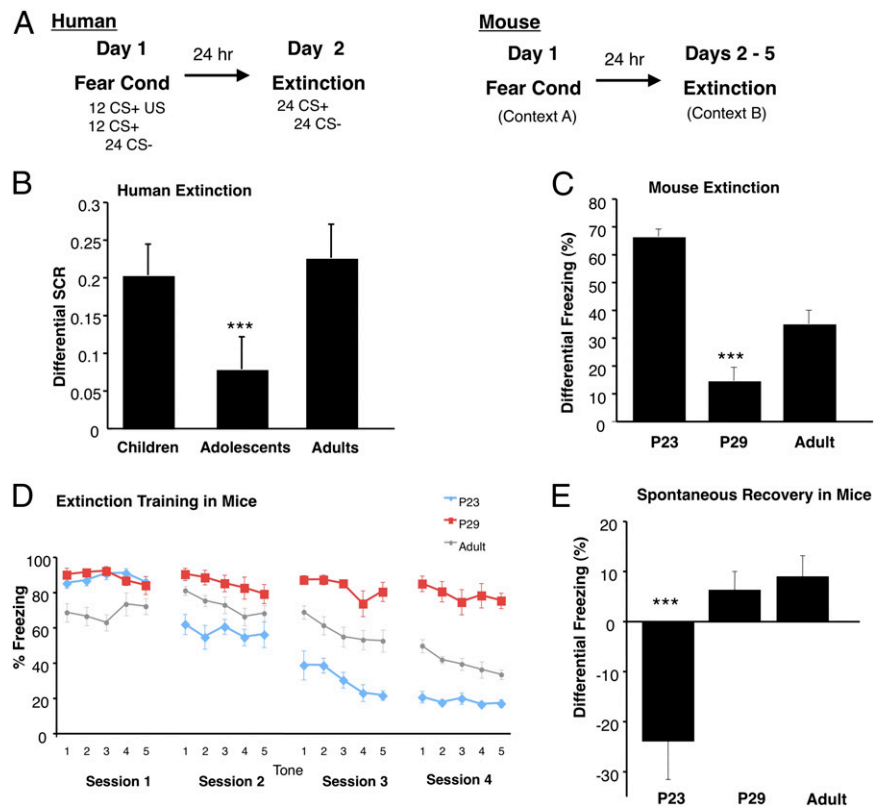 A
Human
Day 1
24 hr
Day 2
Fear Cond
Extinction
12 CS+ US
12 CS+
24 CS-
24 CS+
24 CS-
Mouse
Day 1
24 hr
Days 2 - 5
Fear Cond
Extinction
(Context A)
(Context B)
B
Human Extinction
Differential SCR
0.3
0.25
0.2
0.15
0.1
0.05
0
***
Children
Adolescents
Adults
C
Mouse Extinction
Differential Freezing (%)
70
60
50
40
30
20
10
0
***
P23
P29
Adult
D
Extinction Training in Mice
P23
P29
Adult
% Freezing
100
80
60
40
20
0
1 2 3 4 5
1 2 3 4 5
1 2 3 4 5
1 2 3 4 5
Tone
Session 1
Session 2
Session 3
Session 4
E
Spontaneous Recovery in Mice
Differential Freezing (%)
20
10
0
-10
-20
-30
***
P23
P29
Adult